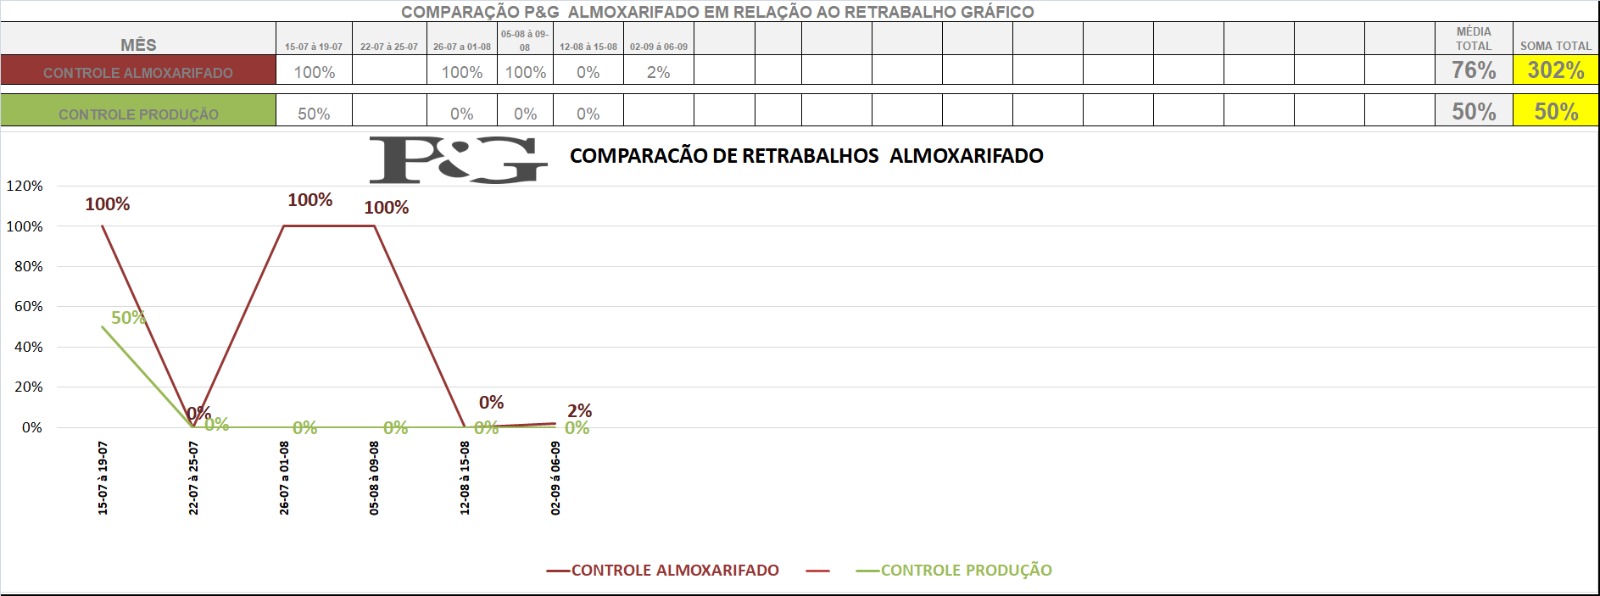 COMPARAÇÃO P&G ALMOXARIFADO EM RELAÇÃO AO RETRABALHO GRÁFICO
MÊS 15-07 à 19-07 22-07 à 25-07 26-07 a 01-08 05-08 à 09-08 12-08 à 15-08 02-09 á 06-09 MÉDIA TOTAL SOMA TOTAL
CONTROLE ALMOXARIFADO 100% 100% 100% 0% 2% 76% 302%
CONTROLE PRODUÇÃO 50% 0% 0% 0% 50% 50%
P&G COMPARACÃO DE RETRABALHOS ALMOXARIFADO
120%
100% 100% 100%
100%
80%
60%
50%
40%
20%
0% 0% 2%
0% 0% 0% 0% 0% 0%
15-07 à 19-07
22-07 à 25-07
26-07 a 01-08
05-08 à 09-08
12-08 à 15-08
02-09 á 06-09
CONTROLE ALMOXARIFADO CONTROLE PRODUÇÃO